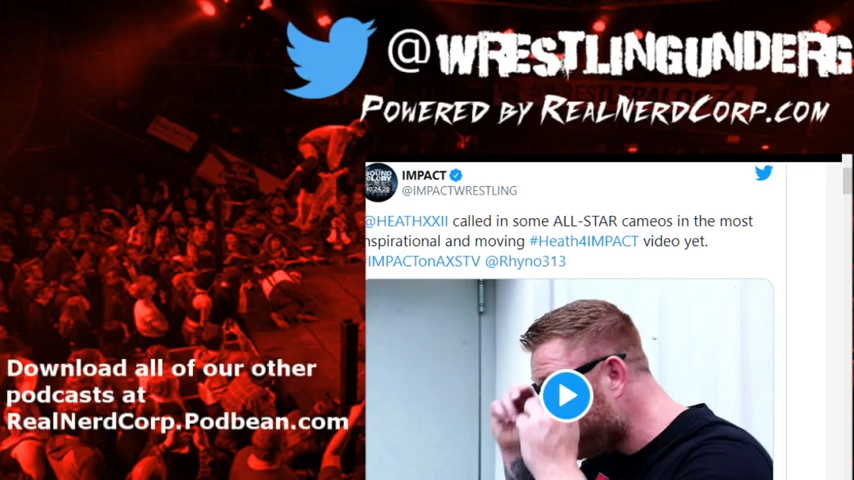 @WRESTLINGUNDERG
POWERED BY REALNERDCORP.COM
IMPACT
@IMPACTWRESTLING
@HEATHXXII called in some ALL-STAR cameos in the most
nspirational and moving #Heath4IMPACT video yet.
IMPACTonAXSTV @Rhyno313
Download all of our other
podcasts at
RealNerdCorp.Podbean.com